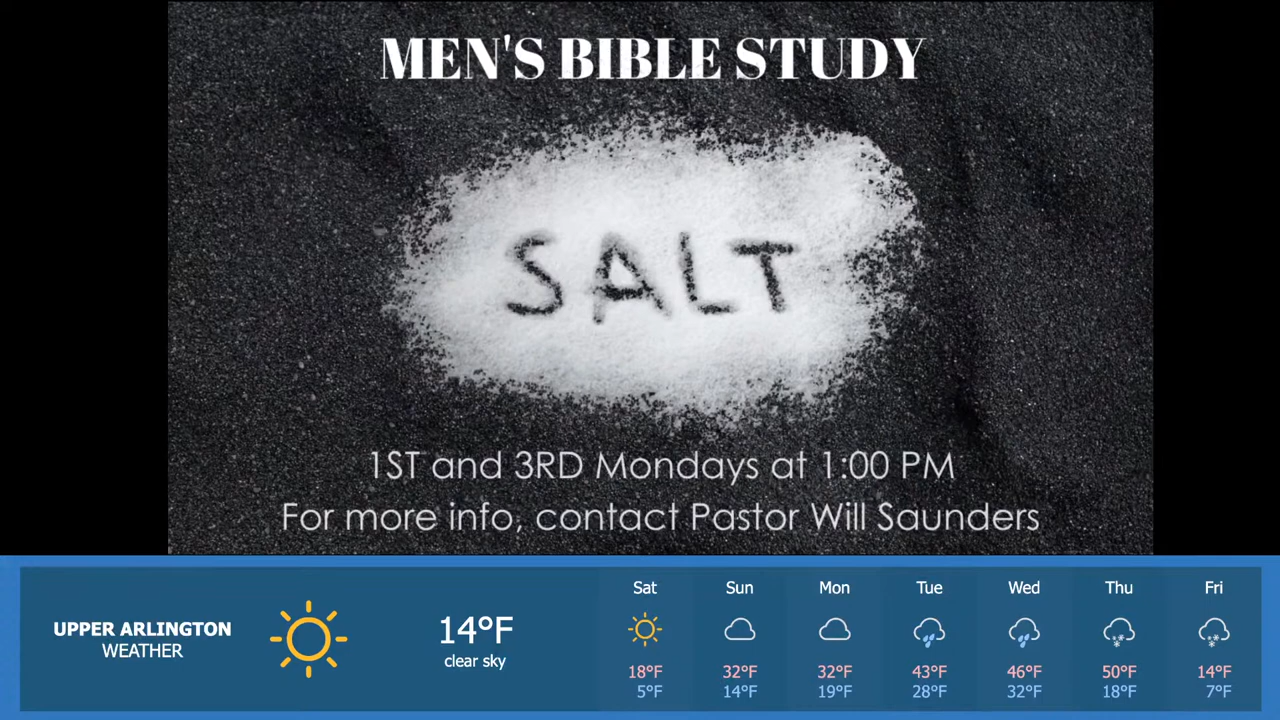 MEN'S BIBLE STUDY
SALT
1ST and 3RD Mondays at 1:00 PM
For more info, contact Pastor Will Saunders
UPPER ARLINGTON
WEATHER
14°F
clear sky
Sat Sun Mon Tue Wed Thu Fri
18°F 32°F 32°F 43°F 46°F 50°F 14°F
5°F 14°F 19°F 28°F 32°F 18°F 7°F